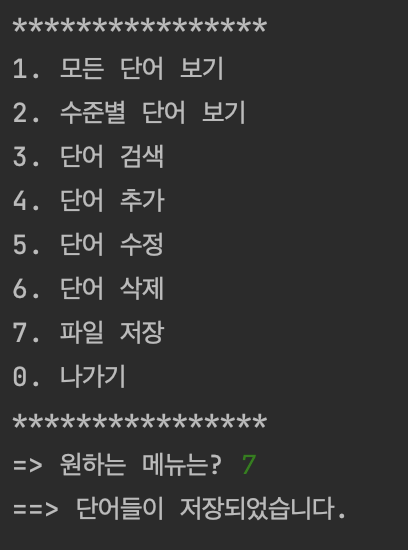 ****************
1. 모든 단어 보기
2. 수준별 단어 보기
3. 단어 검색
4. 단어 추가
5. 단어 수정
6. 단어 삭제
7. 파일 저장
0. 나가기
****************
=> 원하는 메뉴는? 7
==> 단어들이 저장되었습니다.